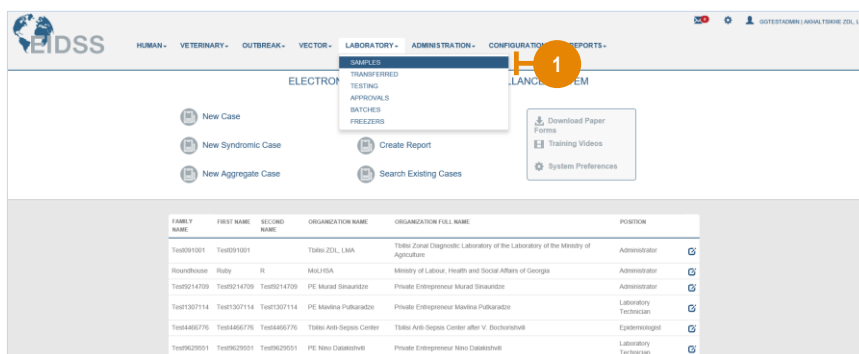 GGTESTADMIN | AKHALTSIKHE ZDL, L
EIDSS
HUMAN VETERINARY OUTBREAK VECTOR LABORATORY ADMINISTRATION CONFIGURATION REPORTS
SAMPLES
TRANSFERRED
TESTING
APPROVALS
BATCHES
FREEZERS
1
ELECTRON LLANCE EM
New Case
New Syndromic Case
New Aggregate Case
Create Report
Search Existing Cases
Download Paper
Forms
Training Videos
System Preferences
FAMILY NAME FIRST NAME SECOND NAME ORGANIZATION NAME ORGANIZATION FULL NAME POSITION
Test091001 Test091001 Tbilisi ZDL, LMA Tbilisi Zonal Diagnostic Laboratory of the Laboratory of the Ministry of Agriculture Administrator
Roundhouse Ruby R MoLHSA Ministry of Labour, Health and Social Affairs of Georgia Administrator
Test9214709 Test9214709 Test9214709 PE Murad Sinauridze Private Entrepreneur Murad Sinauridze Administrator
Test1307114 Test1307114 Test1307114 PE Mavlina Putkaradze Private Entrepreneur Mavlina Putkaradze Laboratory Technician
Test4466776 Test4466776 Test4466776 Tbilisi Anti-Sepsis Center Tbilisi Anti-Sepsis Center after V. Bochorishvili Epidemiologist
Test9629551 Test9629551 Test9629551 PE Nino Dalakishvili Private Entrepreneur Nino Dalakishvili Laboratory Technician